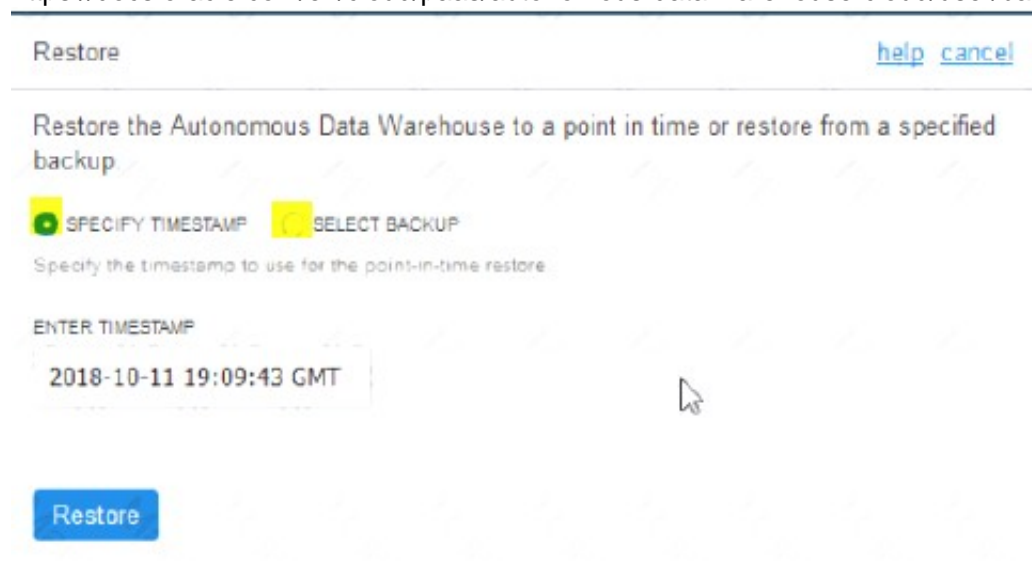 Restore help cancel
Restore the Autonomous Data Warehouse to a point in time or restore from a specified
backup
SPECIFY TIMESTAMP SELECT BACKUP
Specify the timestamp to use for the point-in-time restore
ENTER TIMESTAMP
2018-10-11 19:09:43 GMT
Restore